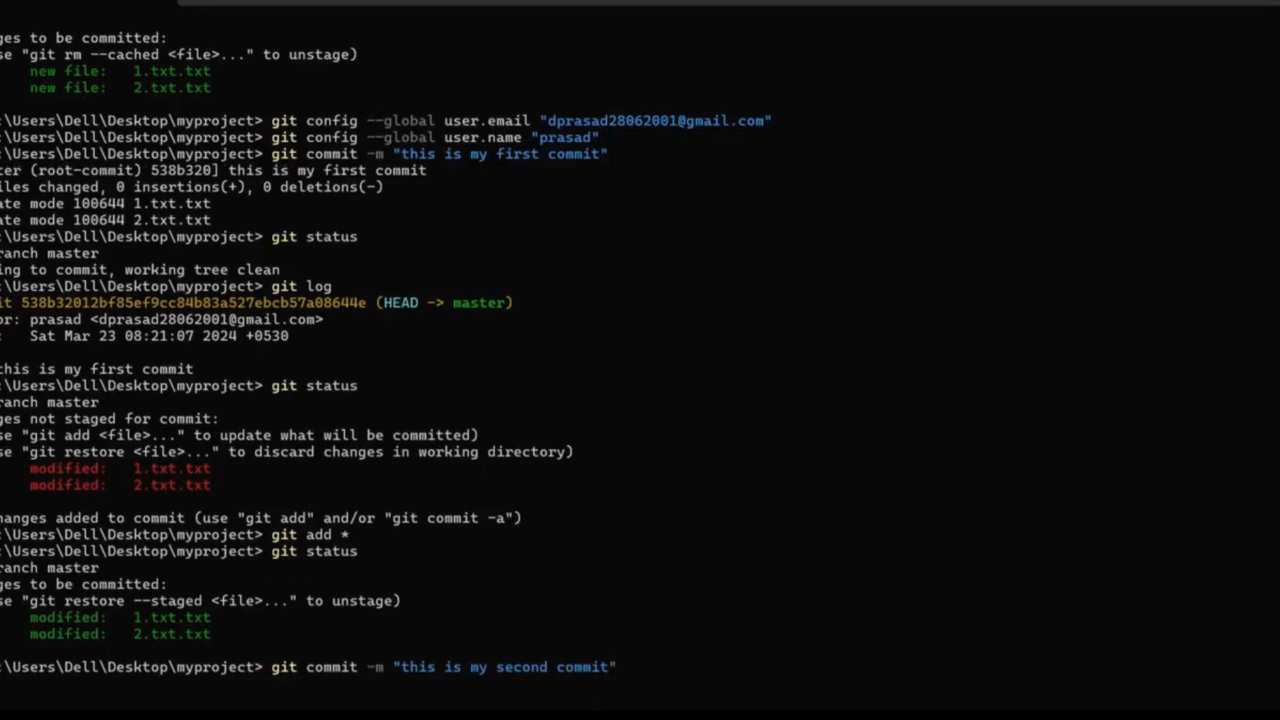 ges to be committed:
se "git rm --cached <file>..." to unstage)
new file:   1.txt.txt
new file:   2.txt.txt
:\Users\Dell\Desktop\myproject> git config --global user.email "dprasad28062001@gmail.com"
:\Users\Dell\Desktop\myproject> git config --global user.name "prasad"
:\Users\Dell\Desktop\myproject> git commit -m "this is my first commit"
ter (root-commit) 538b320] this is my first commit
iles changed, 0 insertions(+), 0 deletions(-)
ate mode 100644 1.txt.txt
ate mode 100644 2.txt.txt
:\Users\Dell\Desktop\myproject> git status
ranch master
ing to commit, working tree clean
:\Users\Dell\Desktop\myproject> git log
it 538b32012bf85ef9cc84b83a527ebcb57a08644e (HEAD -> master)
or: prasad <dprasad28062001@gmail.com>
:   Sat Mar 23 08:21:07 2024 +0530
this is my first commit
:\Users\Dell\Desktop\myproject> git status
ranch master
ges not staged for commit:
se "git add <file>..." to update what will be committed)
se "git restore <file>..." to discard changes in working directory)
modified:   1.txt.txt
modified:   2.txt.txt
hanges added to commit (use "git add" and/or "git commit -a")
:\Users\Dell\Desktop\myproject> git add *
:\Users\Dell\Desktop\myproject> git status
ranch master
ges to be committed:
se "git restore --staged <file>..." to unstage)
modified:   1.txt.txt
modified:   2.txt.txt
:\Users\Dell\Desktop\myproject> git commit -m "this is my second commit"